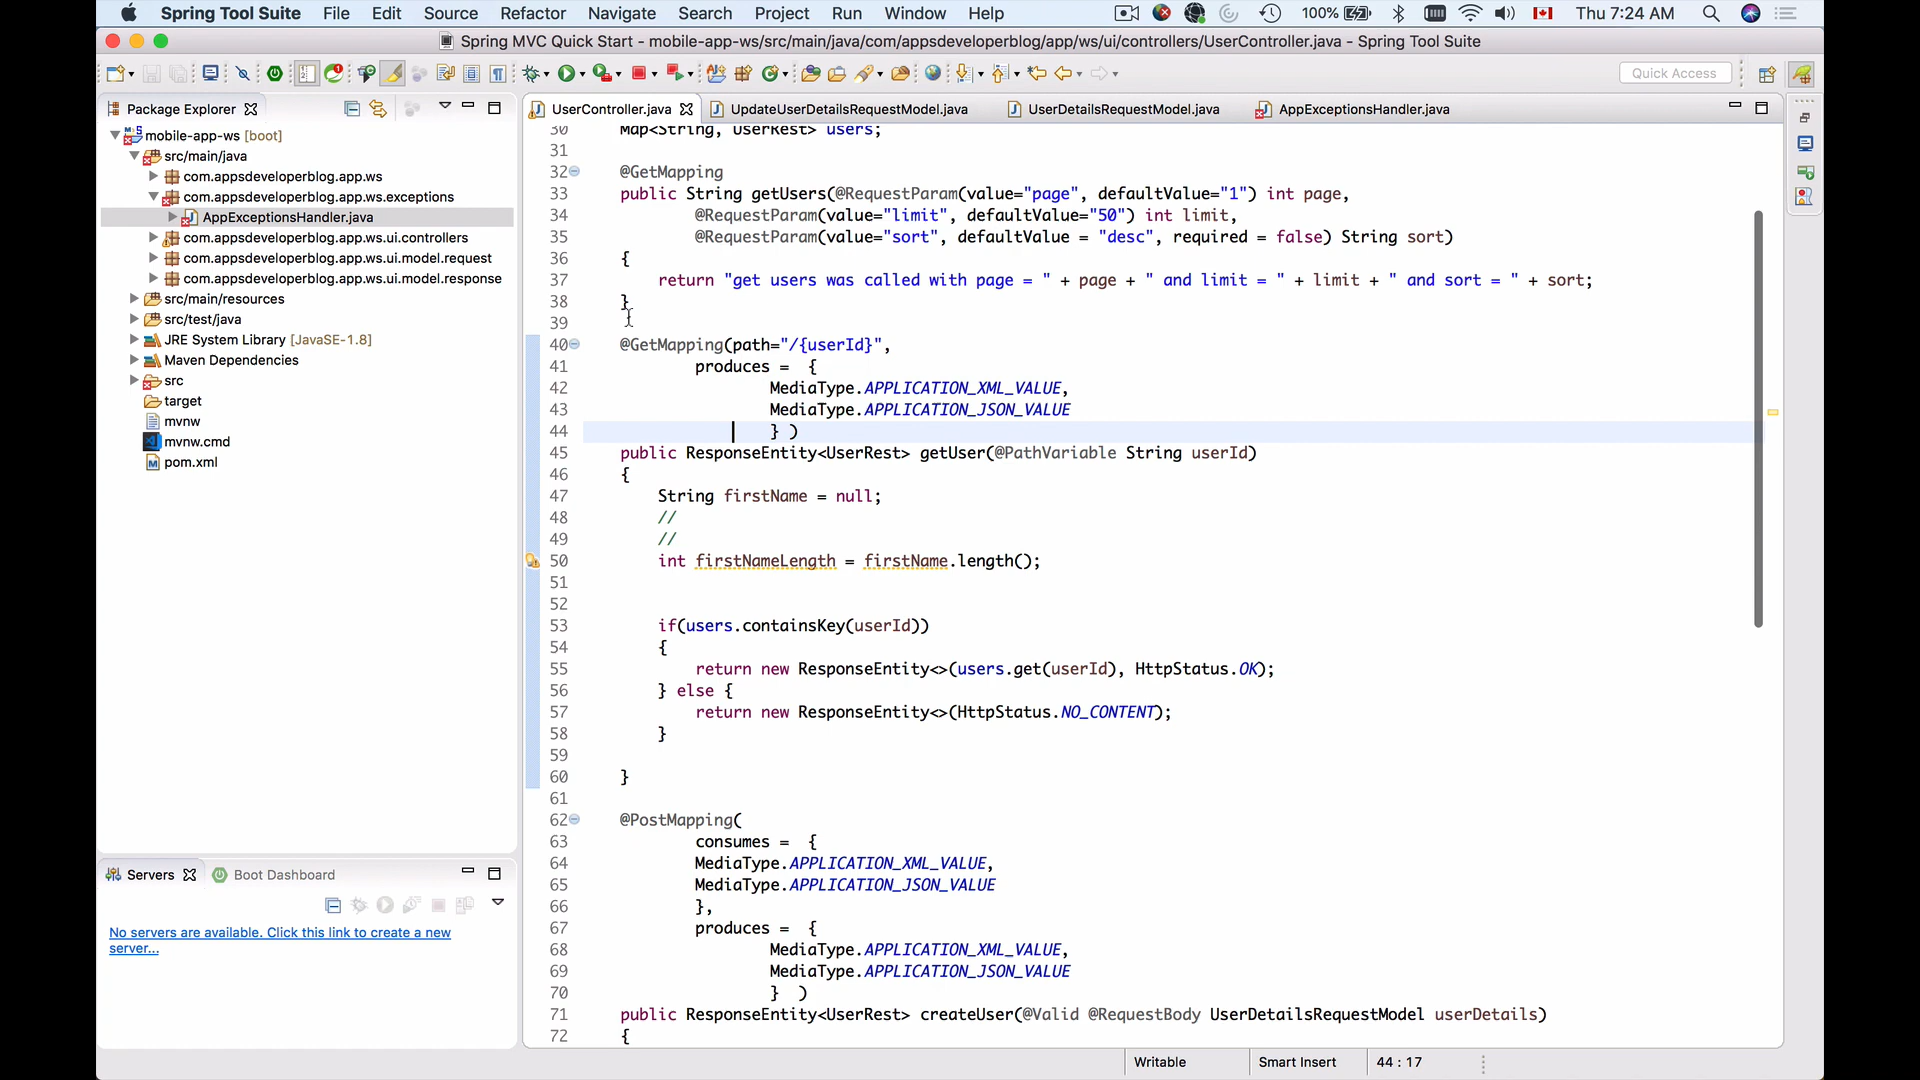 Spring Tool Suite File Edit Source Refactor Navigate Search Project Run Window Help 100% Thu 7:24 AM
Spring MVC Quick Start - mobile-app-ws/src/main/java/com/appsdeveloperblog/app/ws/ui/controllers/UserController.java - Spring Tool Suite
Quick Access
Package Explorer
mobile-app-ws [boot]
src/main/java
com.appsdeveloperblog.app.ws
com.appsdeveloperblog.app.ws.exceptions
AppExceptionsHandler.java
com.appsdeveloperblog.app.ws.ui.controllers
com.appsdeveloperblog.app.ws.ui.model.request
com.appsdeveloperblog.app.ws.ui.model.response
src/main/resources
src/test/java
JRE System Library [JavaSE-1.8]
Maven Dependencies
src
target
mvnw
mvnw.cmd
pom.xml
Servers Boot Dashboard
No servers are available. Click this link to create a new
server...
UserController.java UpdateUserDetailsRequestModel.java UserDetailsRequestModel.java AppExceptionsHandler.java
30 Map<String, UserRest> users;
31
32 @GetMapping
33 public String getUsers(@RequestParam(value="page", defaultValue="1") int page,
34 @RequestParam(value="limit", defaultValue="50") int limit,
35 @RequestParam(value="sort", defaultValue = "desc", required = false) String sort)
36 {
37 return "get users was called with page = " + page + " and limit = " + limit + " and sort = " + sort;
38 }
39
40 @GetMapping(path="/{userId}",
41 produces = {
42 MediaType.APPLICATION_XML_VALUE,
43 MediaType.APPLICATION_JSON_VALUE
44 } )
45 public ResponseEntity<UserRest> getUser(@PathVariable String userId)
46 {
47 String firstName = null;
48 //
49 //
50 int firstNameLength = firstName.length();
51
52
53 if(users.containsKey(userId))
54 {
55 return new ResponseEntity<>(users.get(userId), HttpStatus.OK);
56 } else {
57 return new ResponseEntity<>(HttpStatus.NO_CONTENT);
58 }
59
60 }
61
62 @PostMapping(
63 consumes = {
64 MediaType.APPLICATION_XML_VALUE,
65 MediaType.APPLICATION_JSON_VALUE
66 },
67 produces = {
68 MediaType.APPLICATION_XML_VALUE,
69 MediaType.APPLICATION_JSON_VALUE
70 } )
71 public ResponseEntity<UserRest> createUser(@Valid @RequestBody UserDetailsRequestModel userDetails)
72 {
Writable Smart Insert 44 : 17